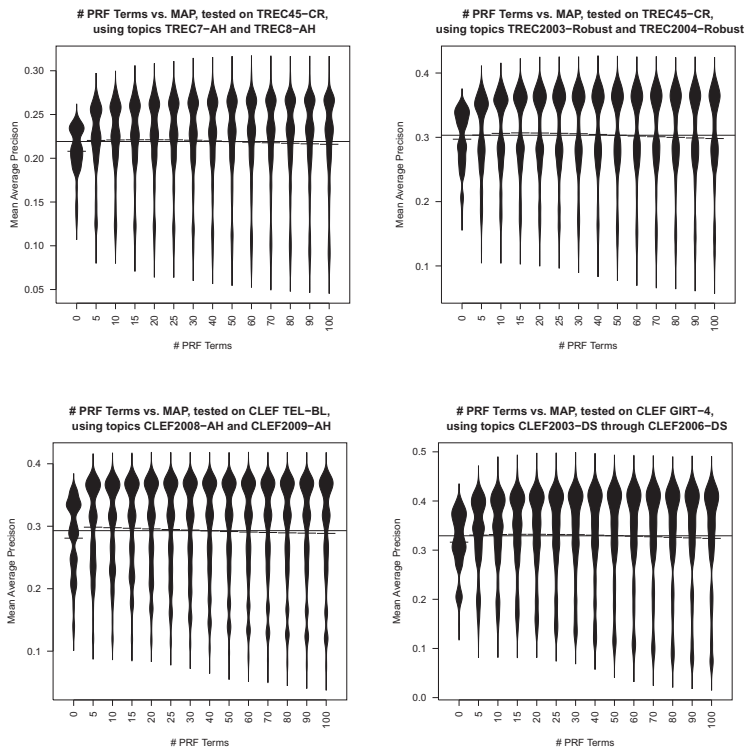 # PRF Terms vs. MAP, tested on TREC45−CR,
using topics TREC7−AH and TREC8−AH
Mean Average Precison
0.30
0.25
0.20
0.15
0.10
0.05
0 5 10 15 20 25 30 40 50 60 70 80 90 100
# PRF Terms
# PRF Terms vs. MAP, tested on TREC45−CR,
using topics TREC2003−Robust and TREC2004−Robust
Mean Average Precison
0.4
0.3
0.2
0.1
0 5 10 15 20 25 30 40 50 60 70 80 90 100
# PRF Terms
# PRF Terms vs. MAP, tested on CLEF TEL−BL,
using topics CLEF2008−AH and CLEF2009−AH
Mean Average Precison
0.4
0.3
0.2
0.1
0 5 10 15 20 25 30 40 50 60 70 80 90 100
# PRF Terms
# PRF Terms vs. MAP, tested on CLEF GIRT−4,
using topics CLEF2003−DS through CLEF2006−DS
Mean Average Precison
0.5
0.4
0.3
0.2
0.1
0.0
0 5 10 15 20 25 30 40 50 60 70 80 90 100
# PRF Terms